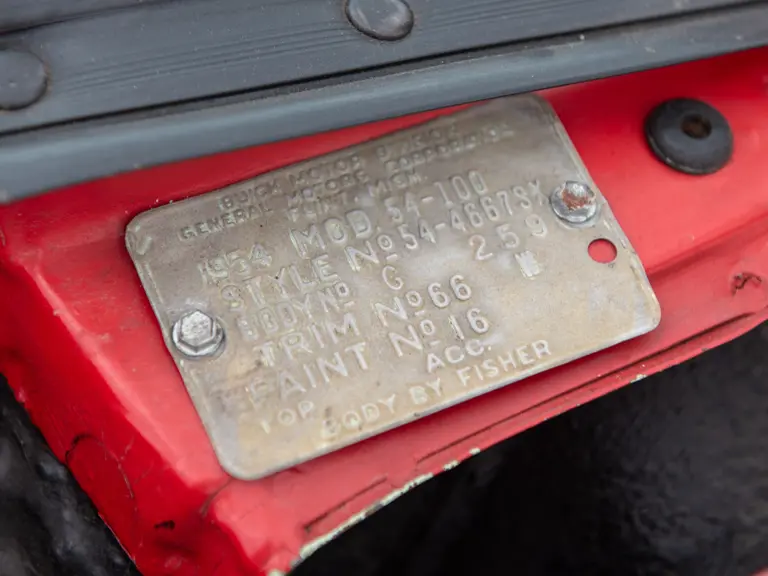 BUICK MOTOR DIVISION
GENERAL MOTORS CORPORATION
FLINT, MICH.
1954 MOD. 54-100
STYLE No 54-4667SX
BODY No G 259
TRIM No 66
PAINT No 16
ACC.
TOP BODY BY FISHER